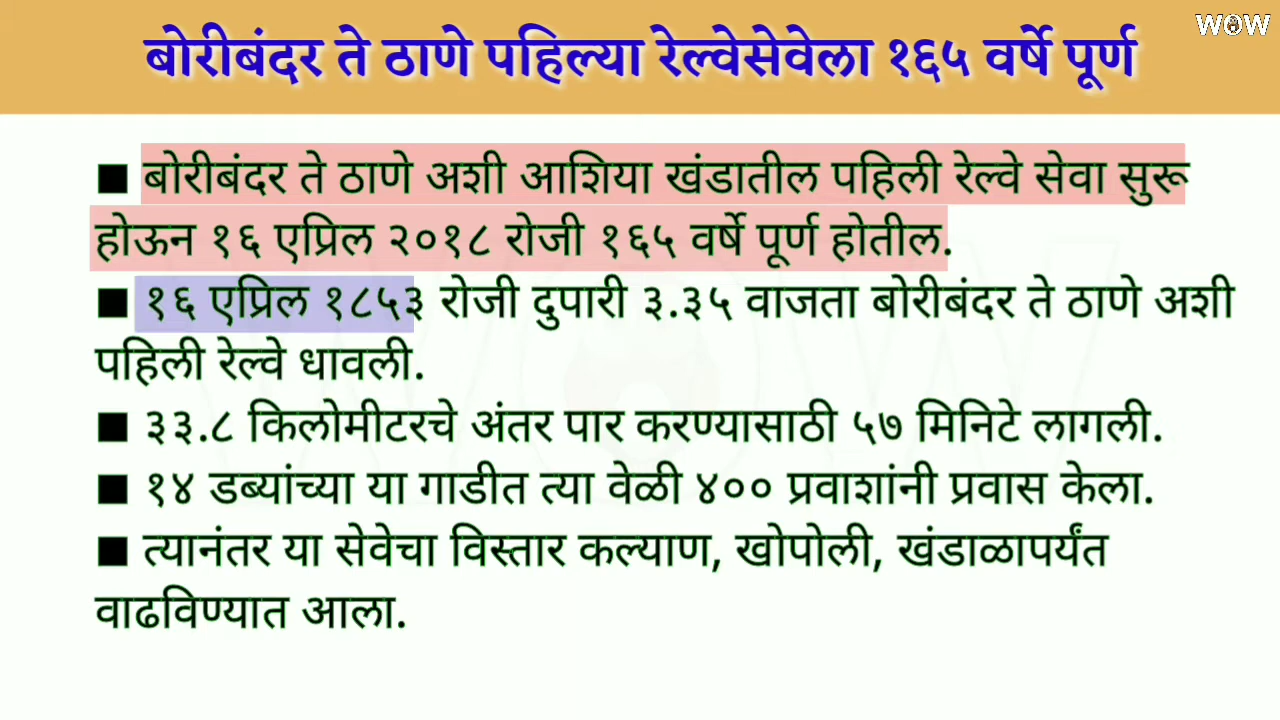 WOW
बोरीबंदर ते ठाणे पहिल्या रेल्वेसेवेला १६५ वर्षे पूर्ण
■ बोरीबंदर ते ठाणे अशी आशिया खंडातील पहिली रेल्वे सेवा सुरू
होऊन १६ एप्रिल २०१८ रोजी १६५ वर्षे पूर्ण होतील.
■ १६ एप्रिल १८५३ रोजी दुपारी ३.३५ वाजता बोरीबंदर ते ठाणे अशी
पहिली रेल्वे धावली.
■ ३३.८ किलोमीटरचे अंतर पार करण्यासाठी ५७ मिनिटे लागली.
■ १४ डब्यांच्या या गाडीत त्या वेळी ४०० प्रवाशांनी प्रवास केला.
■ त्यानंतर या सेवेचा विस्तार कल्याण, खोपोली, खंडाळापर्यंत
वाढविण्यात आला.